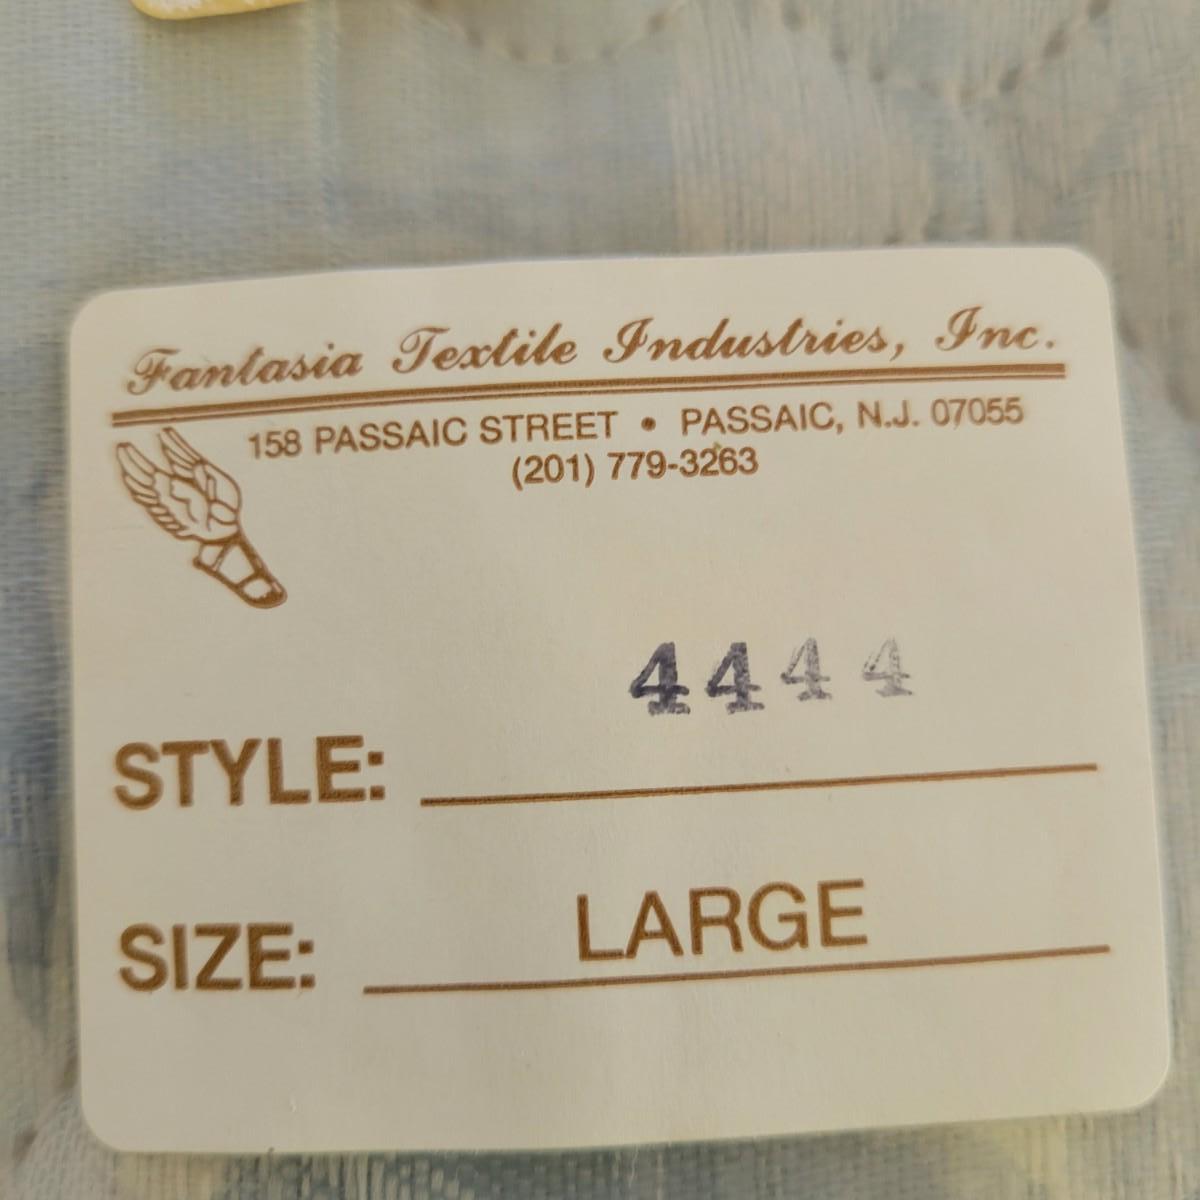 Fantasia Textile Industries, Inc.
158 PASSAIC STREET • PASSAIC, N.J. 07055
(201) 779-3263
4444
STYLE:
SIZE: LARGE